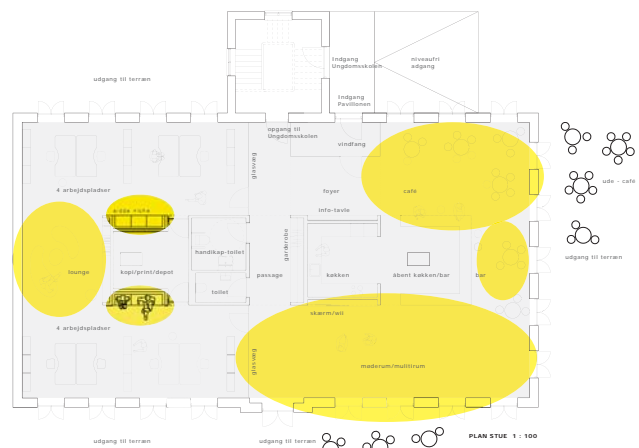 udgang til terræn
Indgang
Ungdomsskolen
niveaufri
adgang
Indgang
Pavillonen
opgang til
Ungdomsskolen
vindfang
glasvæg
4 arbejdspladser
foyer
café
ude - café
info-tavle
garderobe
handikap-toilet
udgang til terræn
lounge
kopi/print/depot
passage
køkken
åbent køkken/bar
bar
toilet
skærm/wii
4 arbejdspladser
glasvæg
møderum/multirum
udgang til terræn
udgang til terræn
PLAN STUE 1 : 100